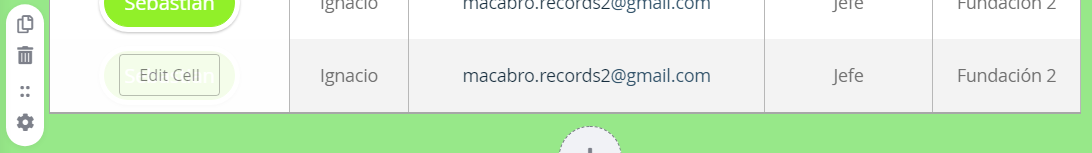 Sebastian Ignacio macabro.records2@gmail.com Jefe Fundación 2
Edit Cell Ignacio macabro.records2@gmail.com Jefe Fundación 2